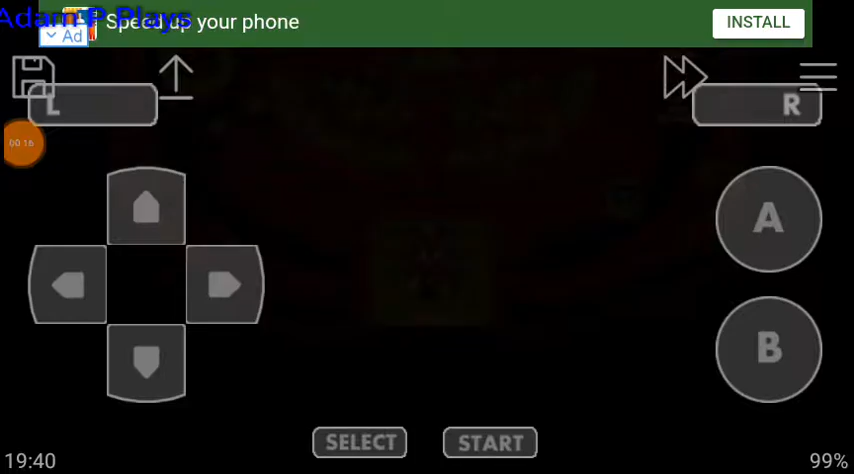 Adam P Plays
Speed up your phone
INSTALL
Ad
L
R
00:16
A
B
SELECT
START
19:40
99%